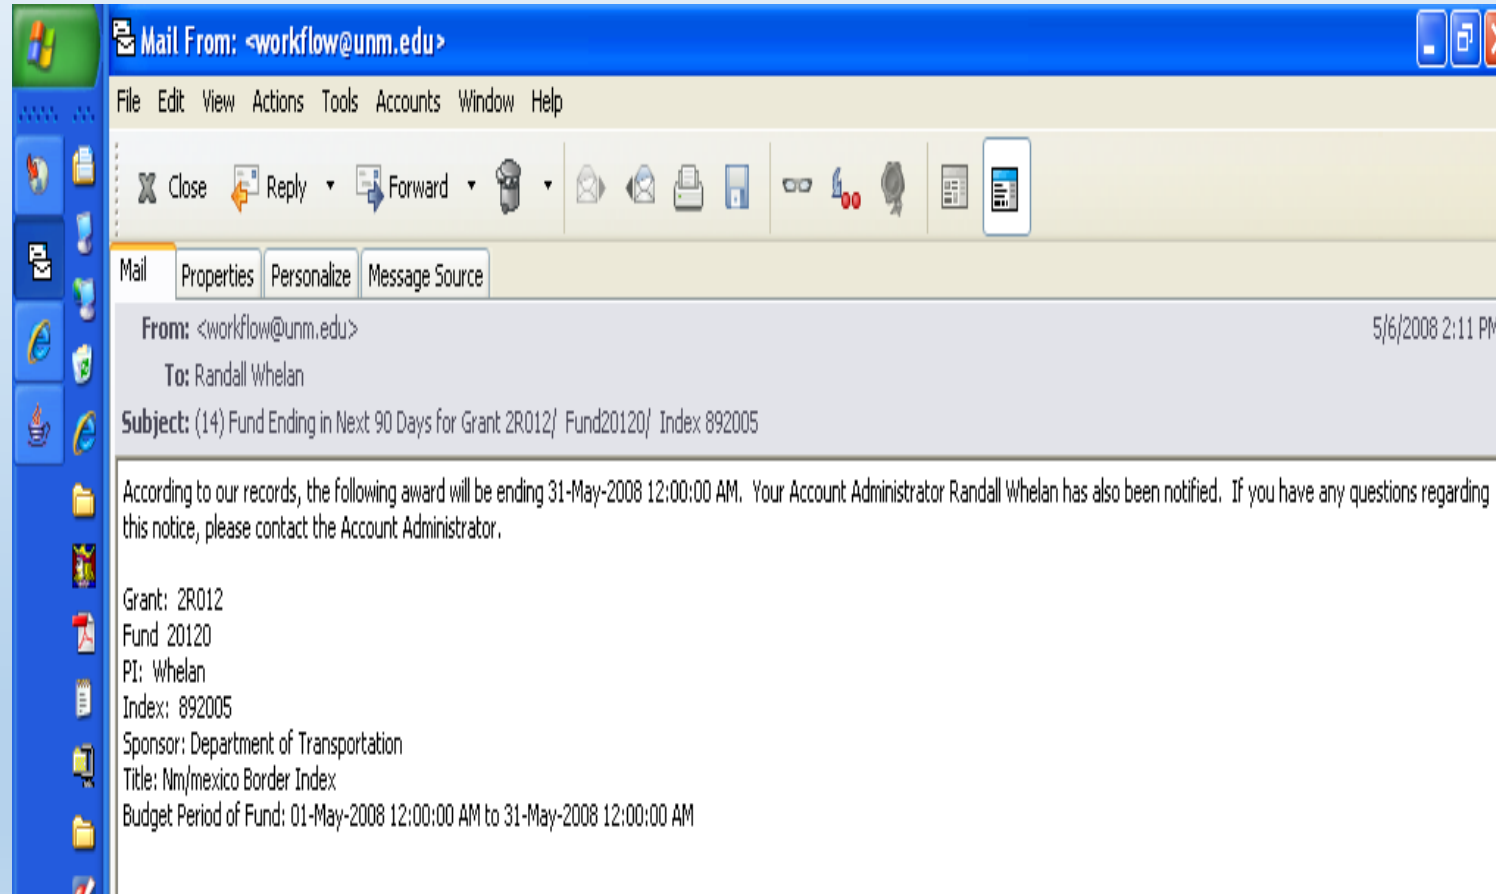 Mail From: <workflow@unm.edu>
File Edit View Actions Tools Accounts Window Help
Close Reply Forward
Mail Properties Personalize Message Source
From: <workflow@unm.edu> 5/6/2008 2:11 PM
To: Randall Whelan
Subject: (14) Fund Ending in Next 90 Days for Grant 2R012/ Fund20120/ Index 892005
According to our records, the following award will be ending 31-May-2008 12:00:00 AM. Your Account Administrator Randall Whelan has also been notified. If you have any questions regarding
this notice, please contact the Account Administrator.
Grant: 2R012
Fund 20120
PI: Whelan
Index: 892005
Sponsor: Department of Transportation
Title: Nm/mexico Border Index
Budget Period of Fund: 01-May-2008 12:00:00 AM to 31-May-2008 12:00:00 AM